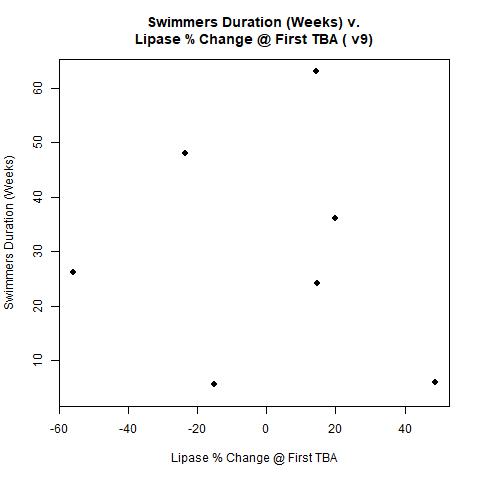 Swimmers Duration (Weeks) v.
Lipase % Change @ First TBA ( v9)
Swimmers Duration (Weeks)
60
50
40
30
20
10
-60 -40 -20 0 20 40
Lipase % Change @ First TBA